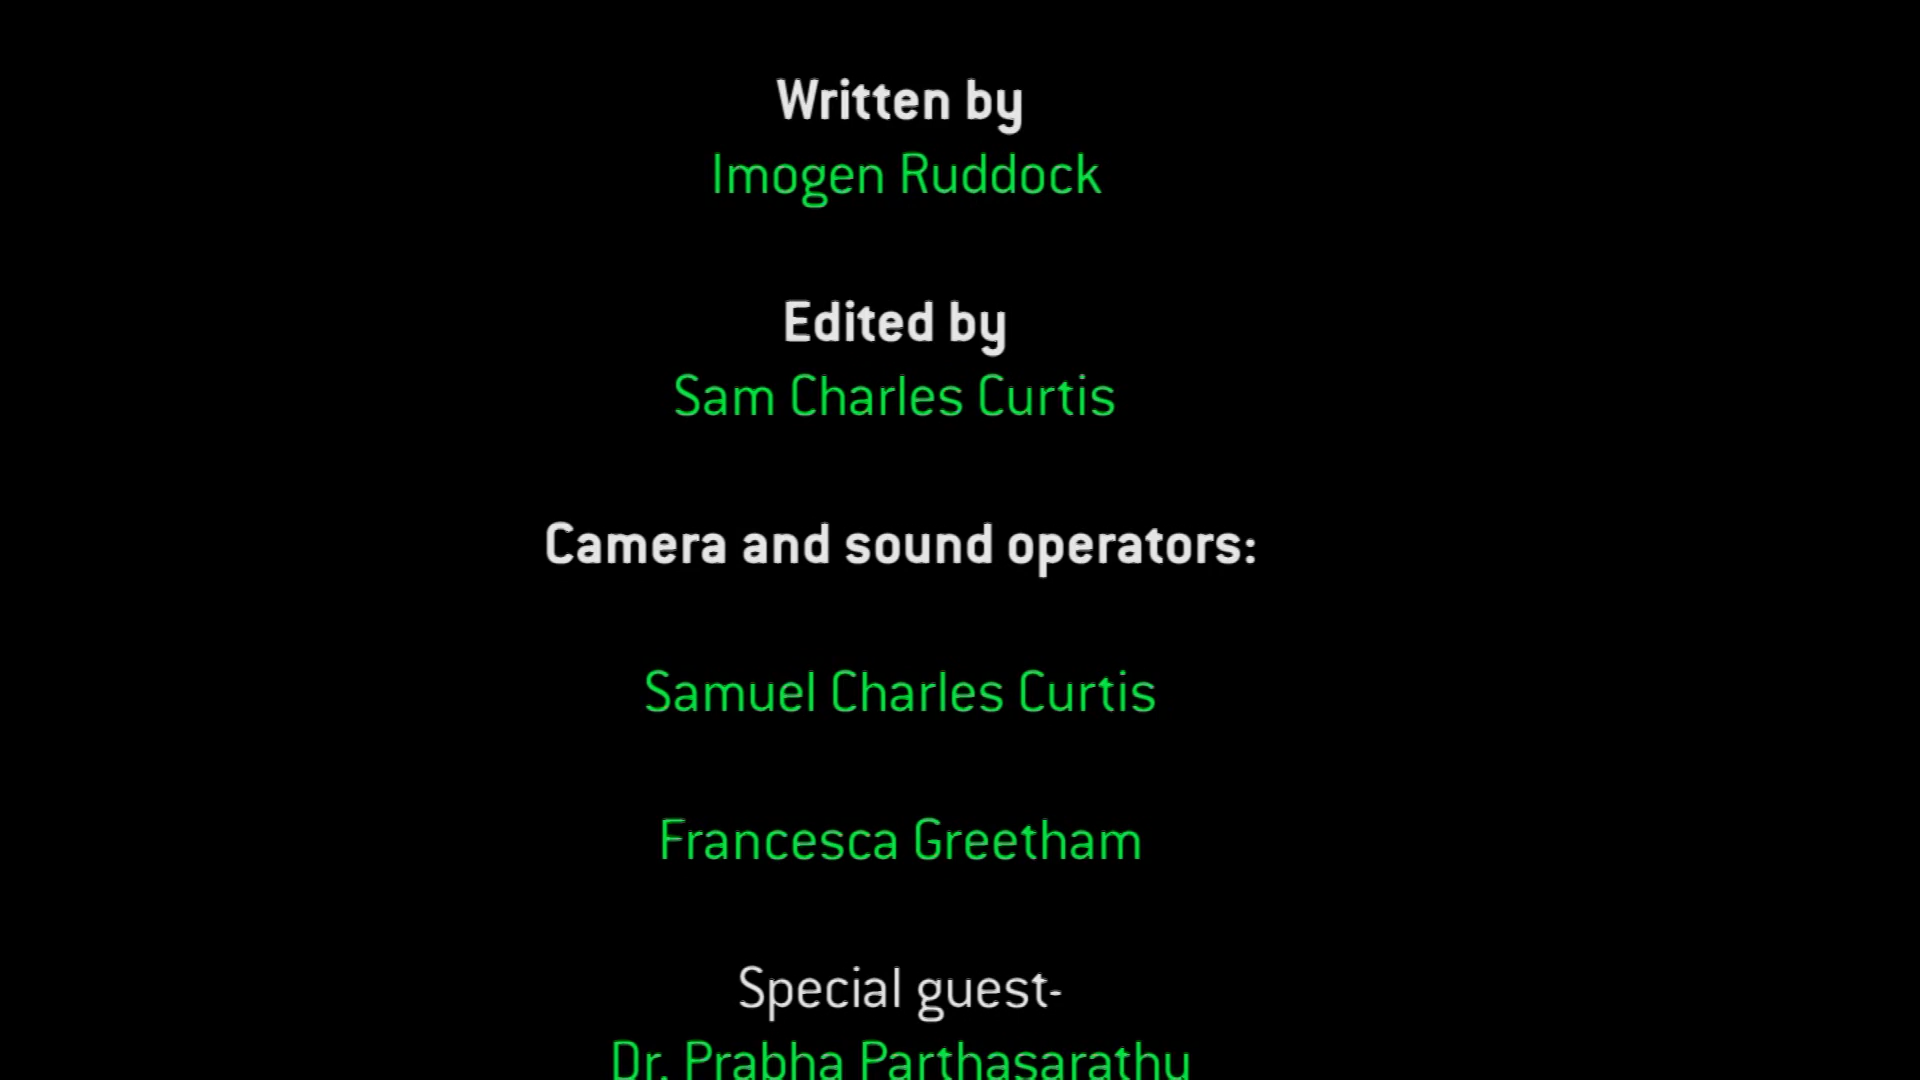 Written by
Imogen Ruddock
Edited by
Sam Charles Curtis
Camera and sound operators:
Samuel Charles Curtis
Francesca Greetham
Special guest-
Dr. Prabha Parthasarathy